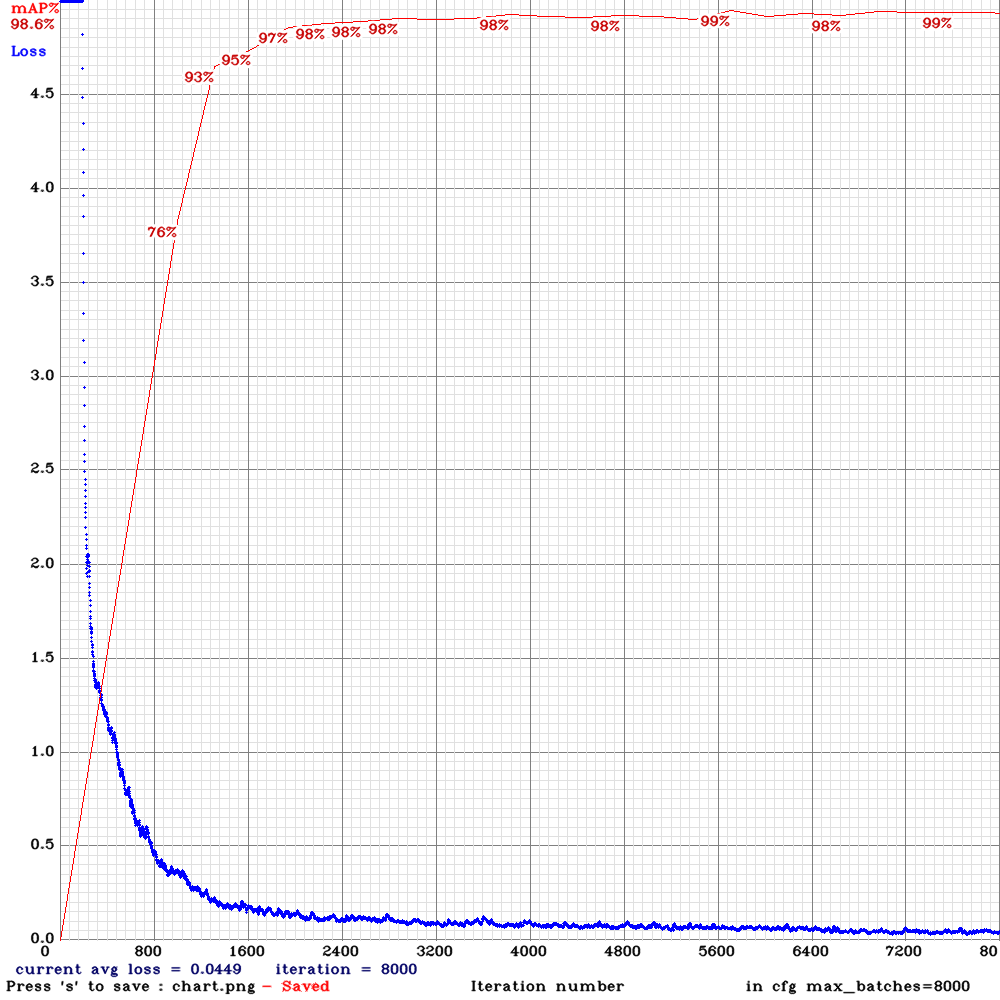 mAP%
98.6%
Loss
97% 98% 98% 98% 98% 98% 99% 98% 99%
95%
93%
4.5
4.0
76%
3.5
3.0
2.5
2.0
1.5
1.0
0.5
0.0
0 800 1600 2400 3200 4000 4800 5600 6400 7200 80
current avg loss = 0.0449 iteration = 8000
Press 's' to save : chart.png - Saved Iteration number in cfg max_batches=8000